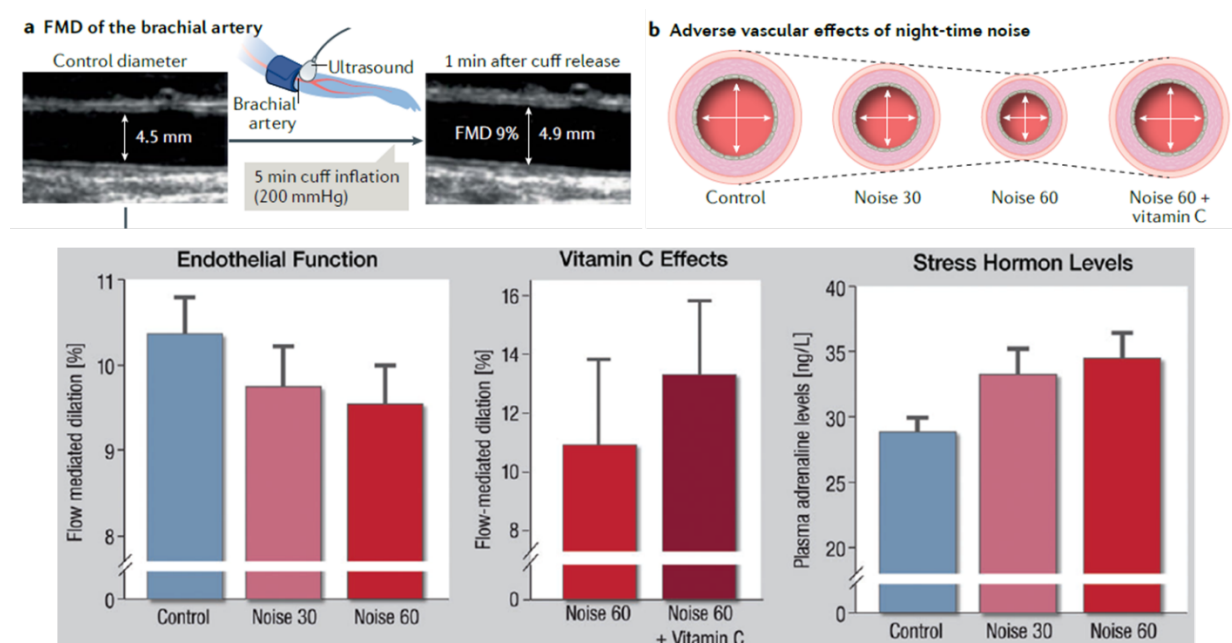 a FMD of the brachial artery
Control diameter
4.5 mm
Ultrasound
Brachial
artery
5 min cuff inflation
(200 mmHg)
1 min after cuff release
FMD 9%
4.9 mm
b Adverse vascular effects of night-time noise
Control
Noise 30
Noise 60
Noise 60 +
vitamin C
Endothelial Function
Flow mediated dilation [%]
11
10
9
8
0
Control
Noise 30
Noise 60
Vitamin C Effects
Flow-mediated dilation [%]
16
14
12
10
8
0
Noise 60
Noise 60
+ Vitamin C
Stress Hormon Levels
Plasma adrenaline levels [ng/L]
40
35
30
25
20
0
Control
Noise 30
Noise 60